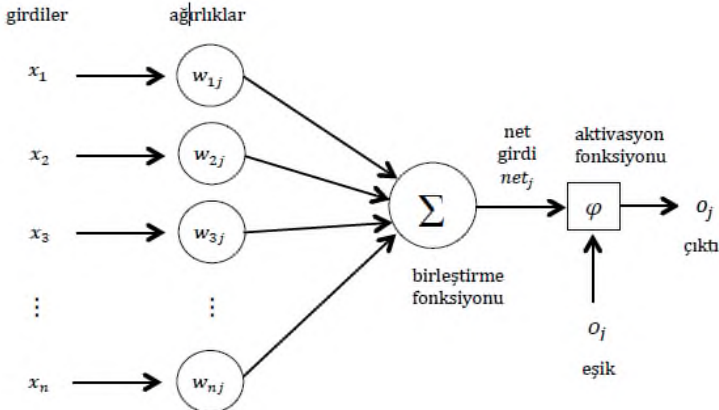 girdiler
ağırlıklar
x₁
w₁ⱼ
x₂
w₂ⱼ
x₃
w₃ⱼ
⋮
⋮
xₙ
wₙⱼ
∑
birleştirme
fonksiyonu
net
girdi
netⱼ
aktivasyon
fonksiyonu
φ
oⱼ
çıktı
oⱼ
eşik